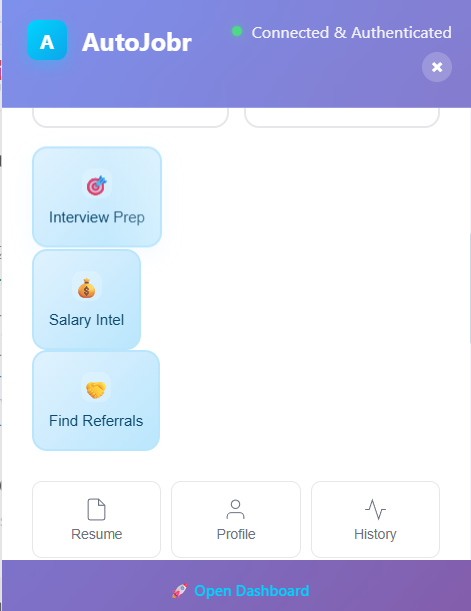 A AutoJobr
Connected & Authenticated
Interview Prep
Salary Intel
Find Referrals
Resume Profile History
Open Dashboard